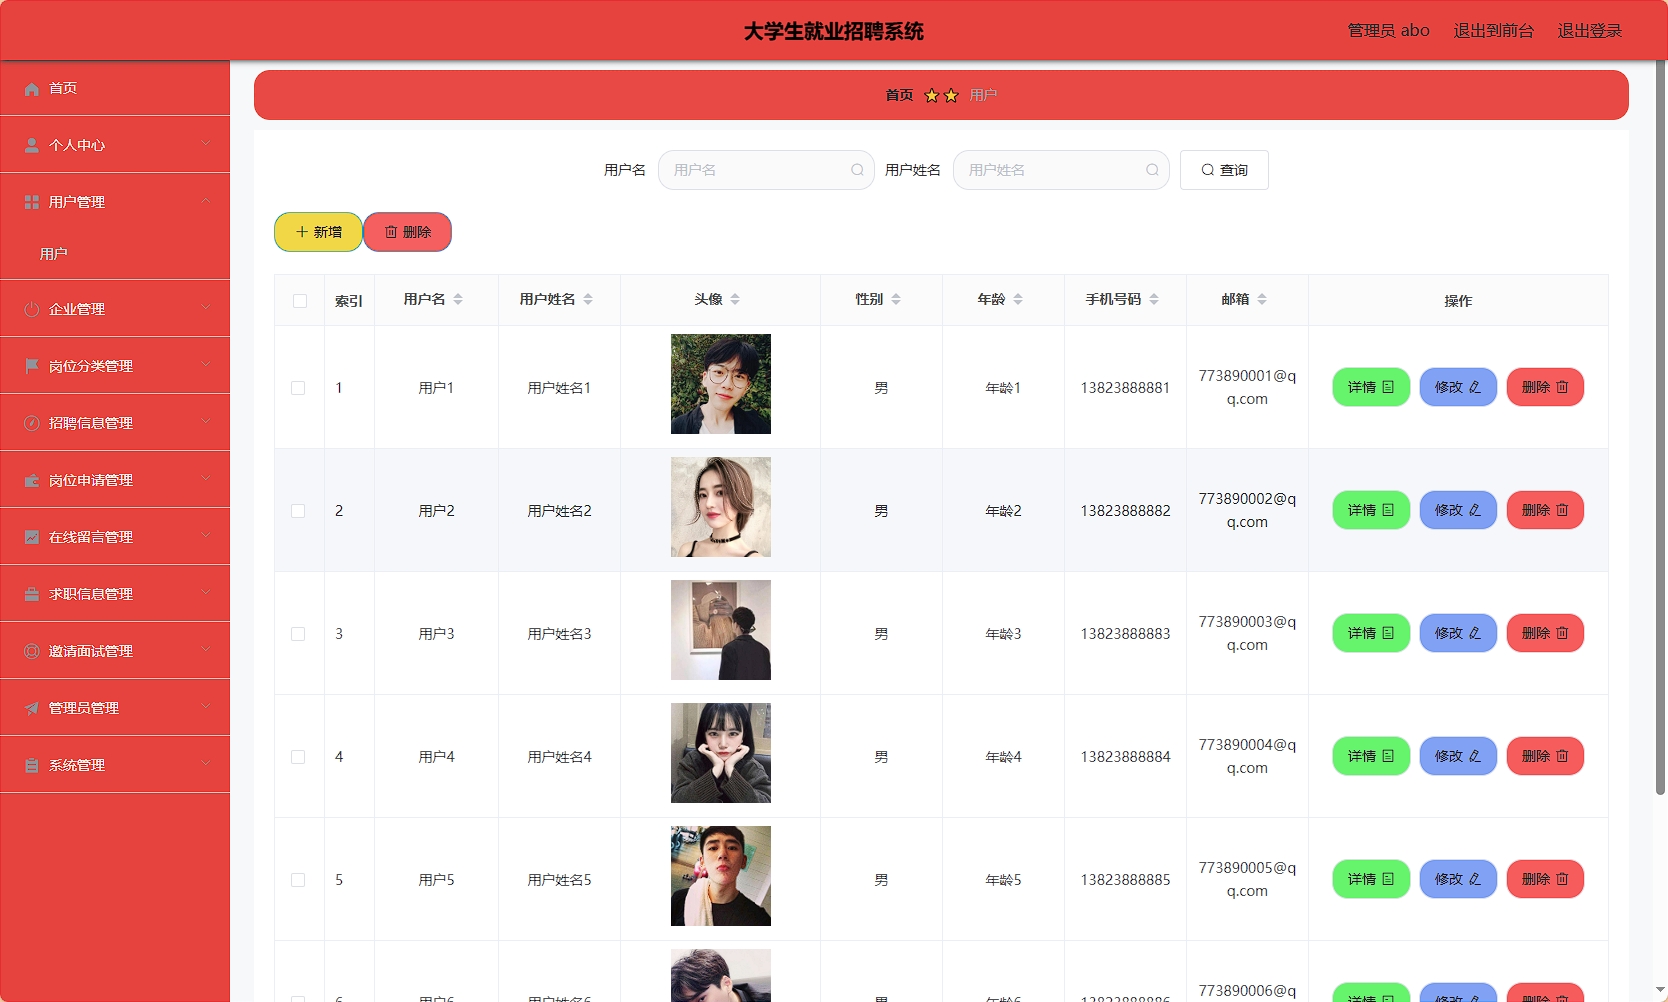 大学生就业招聘系统
管理员 abo 退出到前台 退出登录
首页
个人中心
用户管理
用户
企业管理
岗位分类管理
招聘信息管理
岗位申请管理
在线留言管理
求职信息管理
邀请面试管理
管理员管理
系统管理
首页 用户
用户名 用户名 用户姓名 用户姓名 查询
新增 删除
索引 用户名 用户姓名 头像 性别 年龄 手机号码 邮箱 操作
1 用户1 用户姓名1 男 年龄1 13823888881 773890001@q
q.com
详情 修改 删除
2 用户2 用户姓名2 男 年龄2 13823888882 773890002@q
q.com
详情 修改 删除
3 用户3 用户姓名3 男 年龄3 13823888883 773890003@q
q.com
详情 修改 删除
4 用户4 用户姓名4 男 年龄4 13823888884 773890004@q
q.com
详情 修改 删除
5 用户5 用户姓名5 男 年龄5 13823888885 773890005@q
q.com
详情 修改 删除
6 用户6 用户姓名6 男 年龄6 13823888886 773890006@q
详情 修改 删除